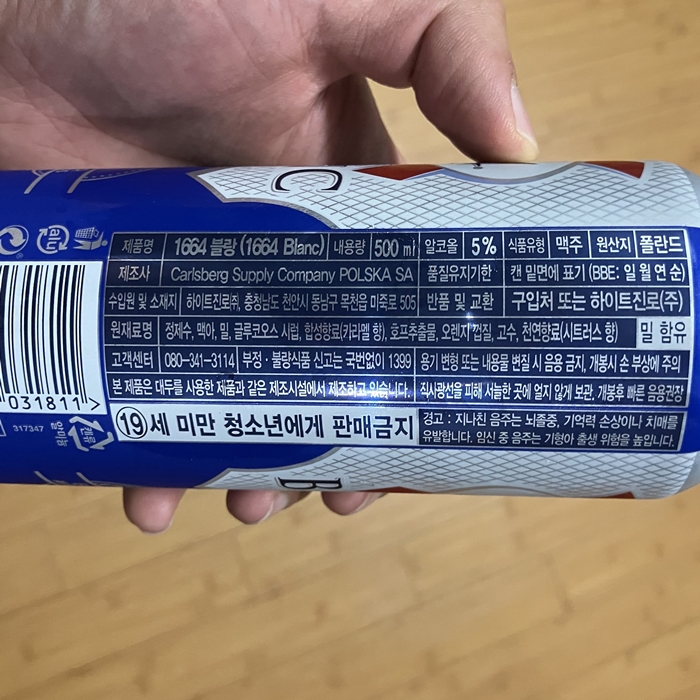 C
제품명 1664 블랑 (1664 Blanc) 내용량 500 ml 알코올 5% 식품유형 맥주 원산지 폴란드
제조사 Carlsberg Supply Company POLSKA SA 품질유지기한 캔 밑면에 표기 (BBE: 일 월 연 순)
수입원 및 소재지 하이트진로㈜, 충청남도 천안시 동남구 목천읍 미죽로 505 반품 및 교환 구입처 또는 하이트진로(주)
원재료명 정제수, 맥아, 밀, 글루코오스 시럽, 합성향료(카라멜 향), 호프추출물, 오렌지 껍질, 고수, 천연향료(시트러스 향) 밀 함유
고객센터 080-341-3114 부정·불량식품 신고는 국번없이 1399 용기 변형 또는 내용물 변질 시 음용 금지, 개봉시 손 부상에 주의
본 제품은 대두를 사용한 제품과 같은 제조시설에서 제조하고 있습니다. 직사광선을 피해 서늘한 곳에 얼지 않게 보관, 개봉후 빠른 음용권장
19세 미만 청소년에게 판매금지
경고 : 지나친 음주는 뇌졸중, 기억력 손상이나 치매를
유발합니다. 임신 중 음주는 기형아 출생 위험을 높입니다.
alu
031811
317347
캔류
알미늄
B